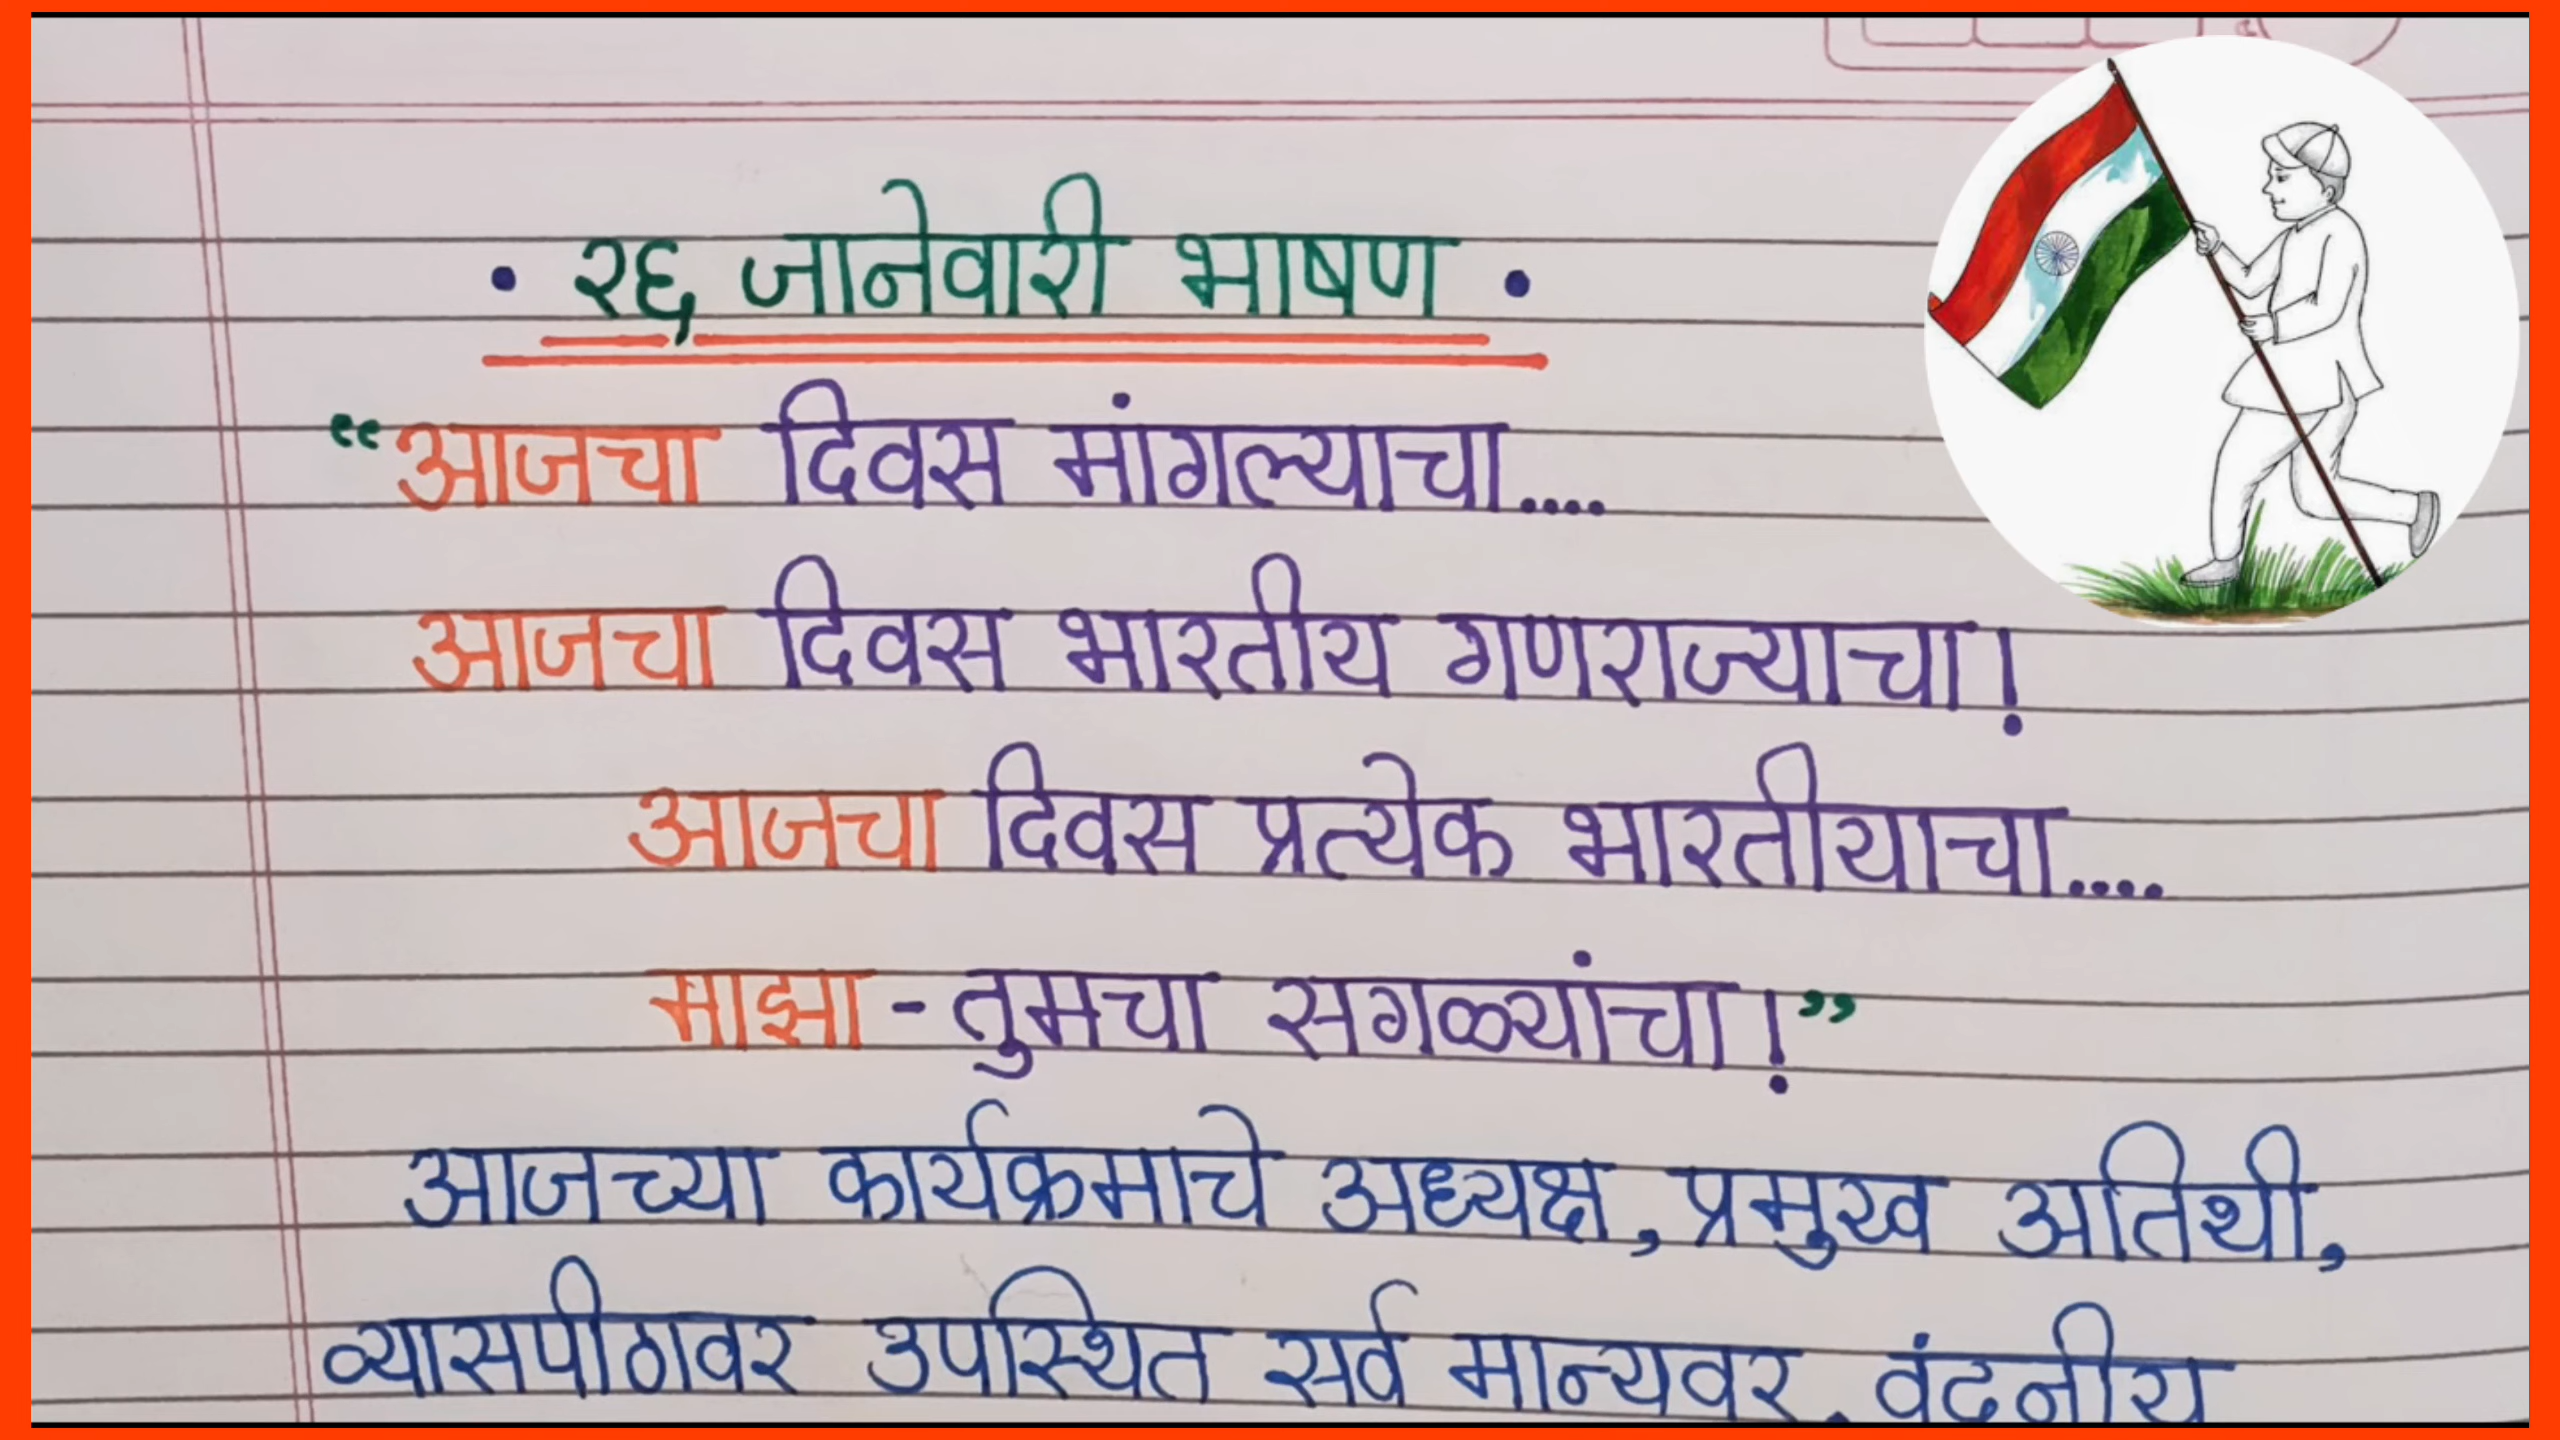 • २६ जानेवारी भाषण •
“आजचा दिवस मांगल्याचा....
आजचा दिवस भारतीय गणराज्याचा!
आजचा दिवस प्रत्येक भारतीयाचा....
माझा - तुमचा सगळ्यांचा!”
आजच्या कार्यक्रमाचे अध्यक्ष, प्रमुख अतिथी,
व्यासपीठावर उपस्थित सर्व मान्यवर, वंदनीय